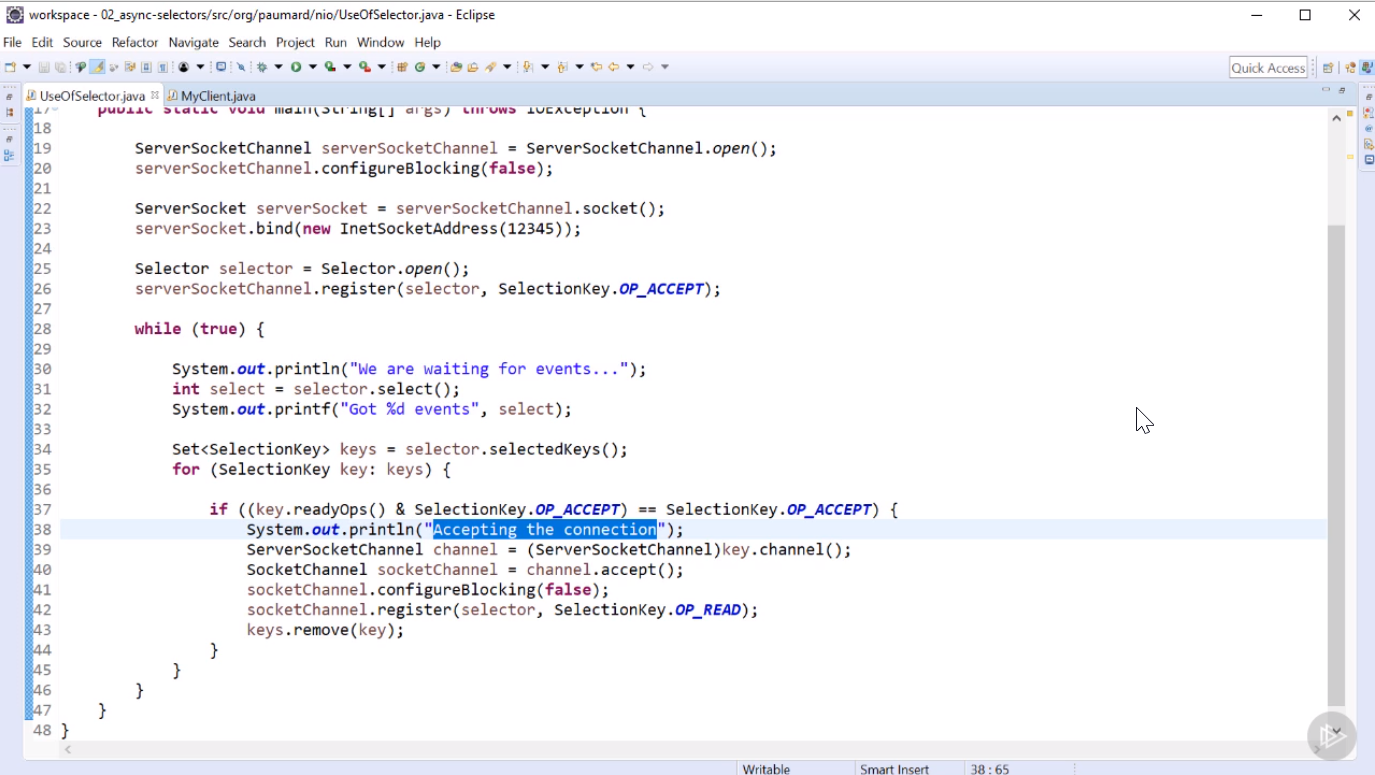 workspace - 02_async-selectors/src/org/paumard/nio/UseOfSelector.java - Eclipse
File Edit Source Refactor Navigate Search Project Run Window Help
Quick Access
UseOfSelector.java MyClient.java
17 public static void main(String[] args) throws IOException {
18
19 ServerSocketChannel serverSocketChannel = ServerSocketChannel.open();
20 serverSocketChannel.configureBlocking(false);
21
22 ServerSocket serverSocket = serverSocketChannel.socket();
23 serverSocket.bind(new InetSocketAddress(12345));
24
25 Selector selector = Selector.open();
26 serverSocketChannel.register(selector, SelectionKey.OP_ACCEPT);
27
28 while (true) {
29
30 System.out.println("We are waiting for events...");
31 int select = selector.select();
32 System.out.printf("Got %d events", select);
33
34 Set<SelectionKey> keys = selector.selectedKeys();
35 for (SelectionKey key: keys) {
36
37 if ((key.readyOps() & SelectionKey.OP_ACCEPT) == SelectionKey.OP_ACCEPT) {
38 System.out.println("Accepting the connection");
39 ServerSocketChannel channel = (ServerSocketChannel)key.channel();
40 SocketChannel socketChannel = channel.accept();
41 socketChannel.configureBlocking(false);
42 socketChannel.register(selector, SelectionKey.OP_READ);
43 keys.remove(key);
44 }
45 }
46 }
47 }
48 }
Writable Smart Insert 38 : 65